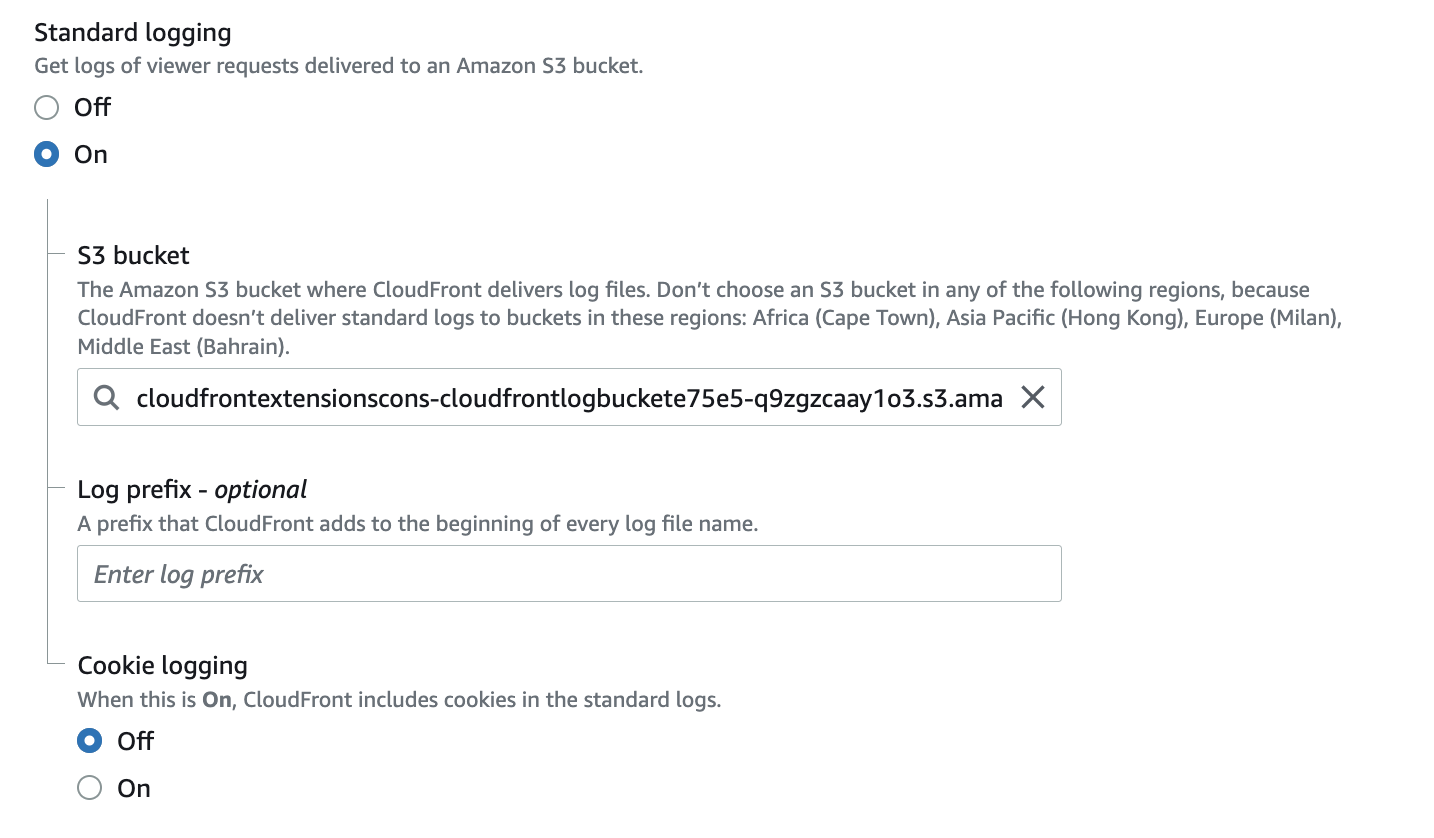 Standard logging
Get logs of viewer requests delivered to an Amazon S3 bucket.
Off
On
S3 bucket
The Amazon S3 bucket where CloudFront delivers log files. Don’t choose an S3 bucket in any of the following regions, because
CloudFront doesn’t deliver standard logs to buckets in these regions: Africa (Cape Town), Asia Pacific (Hong Kong), Europe (Milan),
Middle East (Bahrain).
cloudfrontextensionscons-cloudfrontlogbuckete75e5-q9zgzcaay1o3.s3.ama
Log prefix - optional
A prefix that CloudFront adds to the beginning of every log file name.
Enter log prefix
Cookie logging
When this is On, CloudFront includes cookies in the standard logs.
Off
On